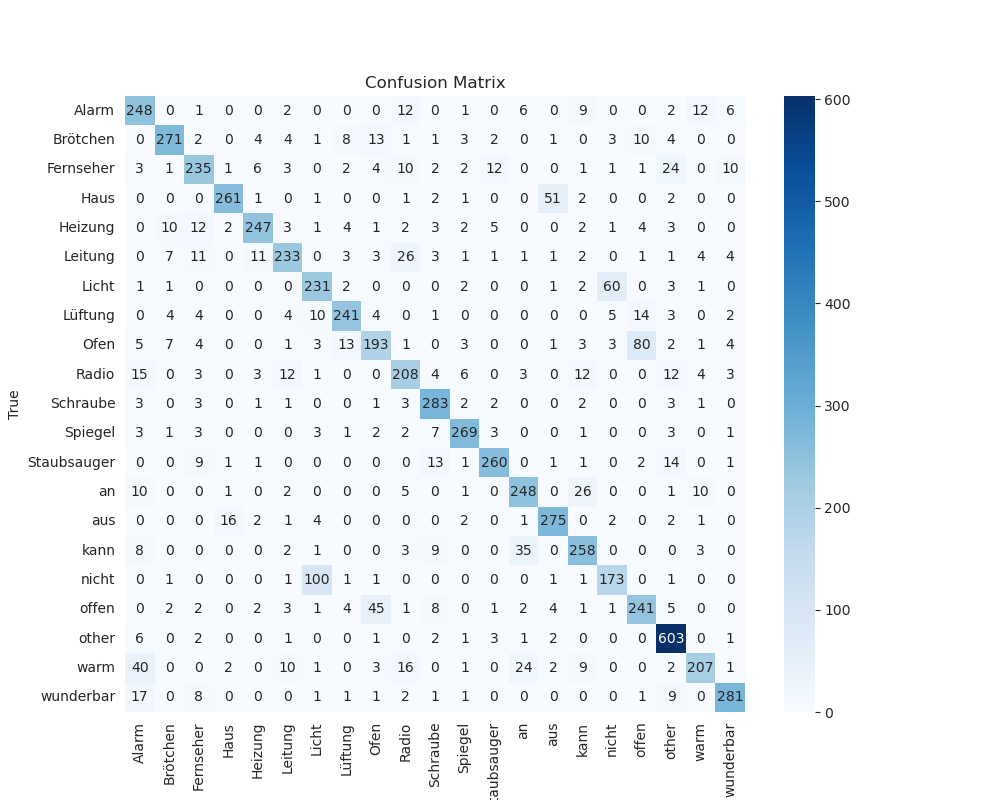 Confusion Matrix
Alarm 248 0 1 0 0 2 0 0 0 12 0 1 0 6 0 9 0 0 2 12 6
Brötchen 0 271 2 0 4 4 1 8 13 1 1 3 2 0 1 0 3 10 4 0 0
Fernseher 3 1 235 1 6 3 0 2 4 10 2 2 12 0 0 1 1 1 24 0 10
Haus 0 0 0 261 1 0 1 0 0 1 2 1 0 0 51 2 0 0 2 0 0
Heizung 0 10 12 2 247 3 1 4 1 2 3 2 5 0 0 2 1 4 3 0 0
Leitung 0 7 11 0 11 233 0 3 3 26 3 1 1 1 1 2 0 1 1 4 4
Licht 1 1 0 0 0 0 231 2 0 0 0 2 0 0 1 2 60 0 3 1 0
Lüftung 0 4 4 0 0 4 10 241 4 0 1 0 0 0 0 0 5 14 3 0 2
Ofen 5 7 4 0 0 1 3 13 193 1 0 3 0 0 1 3 3 80 2 1 4
Radio 15 0 3 0 3 12 1 0 0 208 4 6 0 3 0 12 0 0 12 4 3
Schraube 3 0 3 0 1 1 0 0 1 3 283 2 2 0 0 2 0 0 3 1 0
Spiegel 3 1 3 0 0 0 3 1 2 2 7 269 3 0 0 1 0 0 3 0 1
Staubsauger 0 0 9 1 1 0 0 0 0 0 13 1 260 0 1 1 0 2 14 0 1
an 10 0 0 1 0 2 0 0 0 5 0 1 0 248 0 26 0 0 1 10 0
aus 0 0 0 16 2 1 4 0 0 0 0 2 0 1 275 0 2 0 2 1 0
kann 8 0 0 0 0 2 1 0 0 3 9 0 0 35 0 258 0 0 0 3 0
nicht 0 1 0 0 0 1 100 1 1 0 0 0 0 0 1 1 173 0 1 0 0
offen 0 2 2 0 2 3 1 4 45 1 8 0 1 2 4 1 1 241 5 0 0
other 6 0 2 0 0 1 0 0 1 0 2 1 3 1 2 0 0 0 603 0 1
warm 40 0 0 2 0 10 1 0 3 16 0 1 0 24 2 9 0 0 2 207 1
wunderbar 17 0 8 0 0 0 1 1 1 2 1 1 0 0 0 0 0 1 9 0 281
True
Alarm Brötchen Fernseher Haus Heizung Leitung Licht Lüftung Ofen Radio Schraube Spiegel taubsauger an aus kann nicht offen other warm wunderbar
600
500
400
300
200
100
0